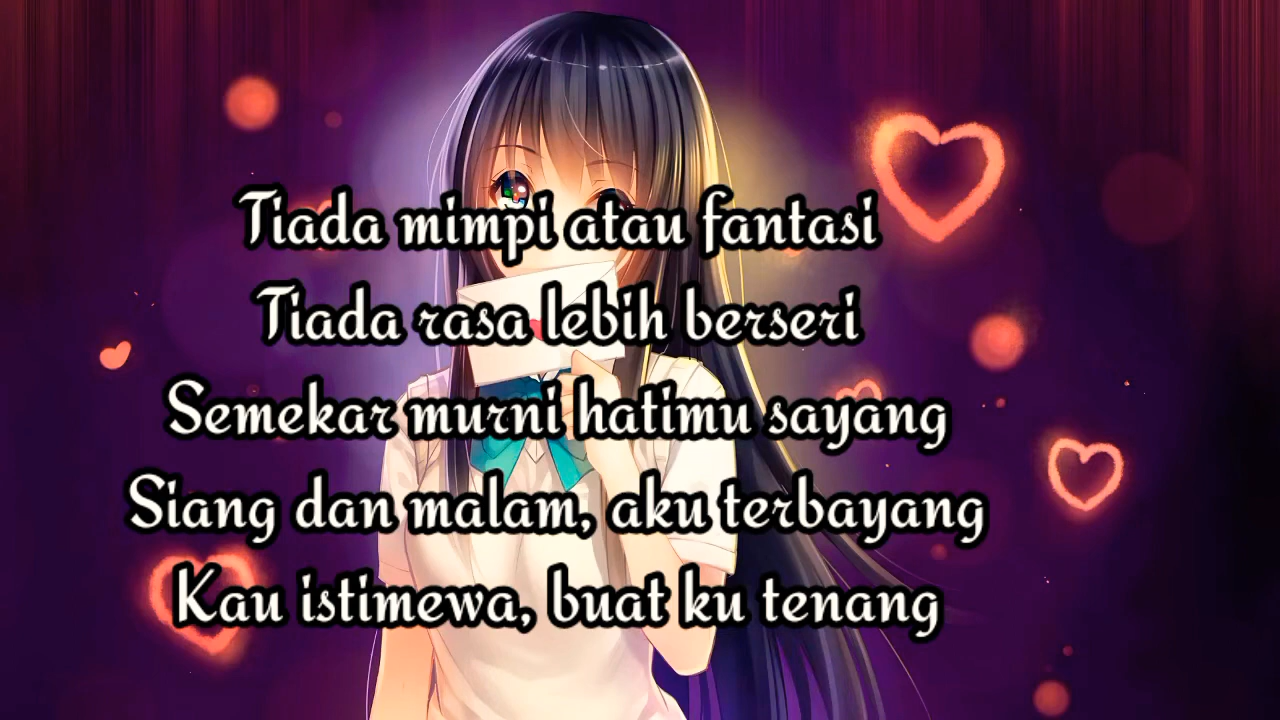 Tiada mimpi atau fantasi
Tiada rasa lebih berseri
Semekar murni hatimu sayang
Siang dan malam, aku terbayang
Kau istimewa, buat ku tenang